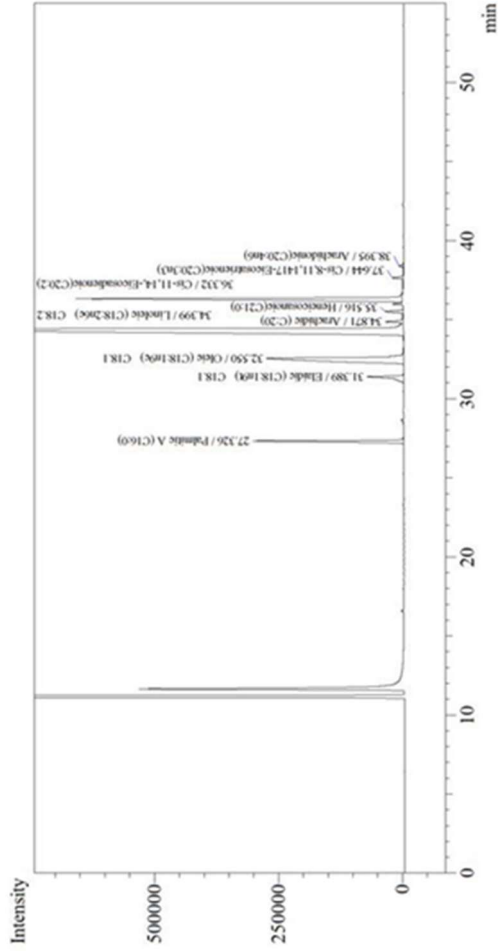 Intensity
500000
250000
0
27.326 / Palmitic A (C16:0)
31.389 / Elaidic (C18:1n9t) C18.1
32.550 / Oleic (C18:1n9c) C18.1
34.399 / Linoleic (C18:2n6c) C18.2
34.871 / Arachidic (C:20)
35.516 / Heneicosanoic (C21:0)
36.332 / Cis-11,14,-Eicosadenoic(C20:2)
37.644 / Cis-8,11,1417-Eicosatrienoic(C20:3n3)
38.395 / Arachidonic(C20:4n6)
0
10
20
30
40
50
min